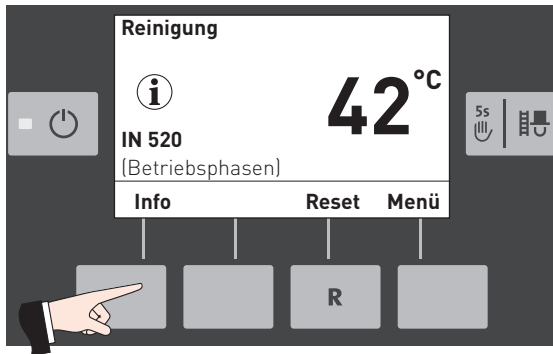 Reinigung
42°C
IN 520
(Betriebsphasen)
Info Reset Menü
5s
R